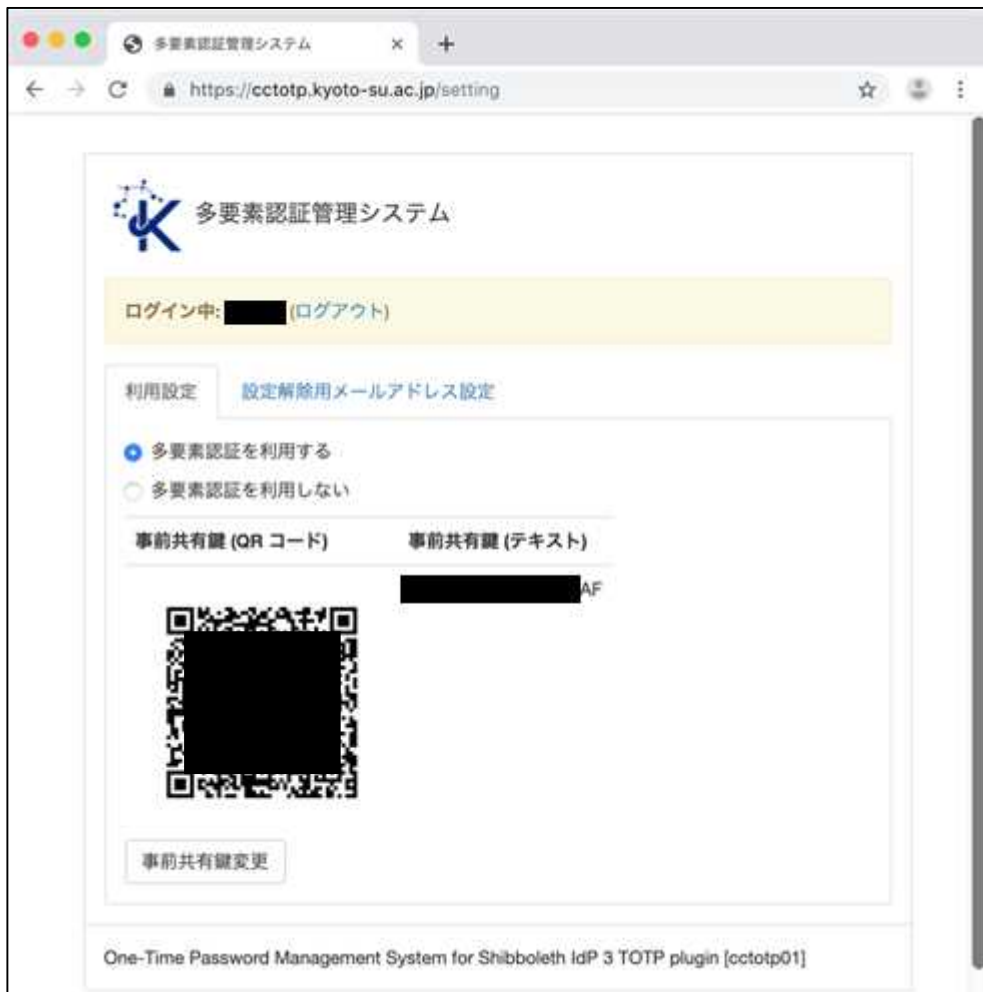 多要素認証管理システム
https://cctotp.kyoto-su.ac.jp/setting
多要素認証管理システム
ログイン中: (ログアウト)
利用設定 設定解除用メールアドレス設定
多要素認証を利用する
多要素認証を利用しない
事前共有鍵 (QR コード) 事前共有鍵 (テキスト)
AF
事前共有鍵変更
One-Time Password Management System for Shibboleth IdP 3 TOTP plugin [cctotp01]